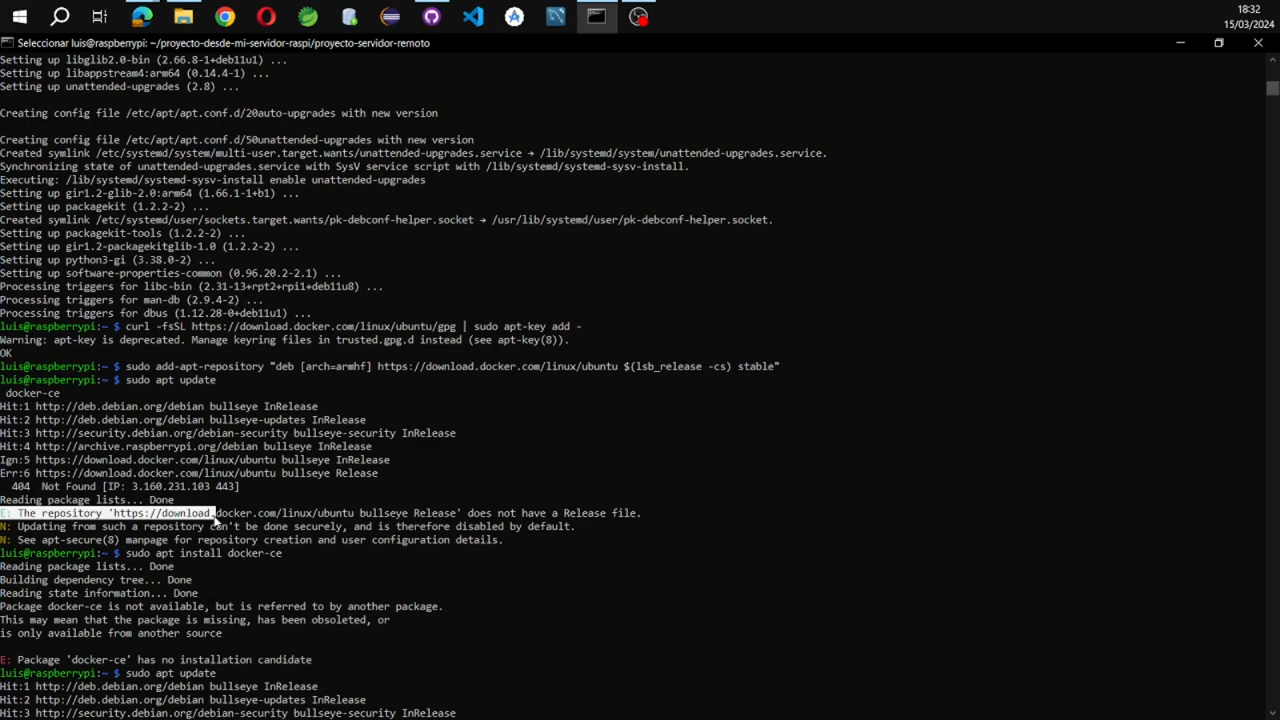 18:32
15/03/2024
Seleccionar luis@raspberrypi: ~/proyecto-desde-mi-servidor-raspi/proyecto-servidor-remoto
Setting up libglib2.0-bin (2.66.8-1+deb11u1) ...
Setting up libappstream4:arm64 (0.14.4-1) ...
Setting up unattended-upgrades (2.8) ...
Creating config file /etc/apt/apt.conf.d/20auto-upgrades with new version
Creating config file /etc/apt/apt.conf.d/50unattended-upgrades with new version
Created symlink /etc/systemd/system/multi-user.target.wants/unattended-upgrades.service → /lib/systemd/system/unattended-upgrades.service.
Synchronizing state of unattended-upgrades.service with SysV service script with /lib/systemd/systemd-sysv-install.
Executing: /lib/systemd/systemd-sysv-install enable unattended-upgrades
Setting up gir1.2-glib-2.0:arm64 (1.66.1-1+b1) ...
Setting up packagekit (1.2.2-2) ...
Created symlink /etc/systemd/user/sockets.target.wants/pk-debconf-helper.socket → /usr/lib/systemd/user/pk-debconf-helper.socket.
Setting up packagekit-tools (1.2.2-2) ...
Setting up gir1.2-packagekitglib-1.0 (1.2.2-2) ...
Setting up python3-gi (3.38.0-2) ...
Setting up software-properties-common (0.96.20.2-2.1) ...
Processing triggers for libc-bin (2.31-13+rpt2+rpi1+deb11u8) ...
Processing triggers for man-db (2.9.4-2) ...
Processing triggers for dbus (1.12.28-0+deb11u1) ...
luis@raspberrypi:~ $ curl -fsSL https://download.docker.com/linux/ubuntu/gpg | sudo apt-key add -
Warning: apt-key is deprecated. Manage keyring files in trusted.gpg.d instead (see apt-key(8)).
OK
luis@raspberrypi:~ $ sudo add-apt-repository "deb [arch=armhf] https://download.docker.com/linux/ubuntu $(lsb_release -cs) stable"
luis@raspberrypi:~ $ sudo apt update
docker-ce
Hit:1 http://deb.debian.org/debian bullseye InRelease
Hit:2 http://deb.debian.org/debian bullseye-updates InRelease
Hit:3 http://security.debian.org/debian-security bullseye-security InRelease
Hit:4 http://archive.raspberrypi.org/debian bullseye InRelease
Ign:5 https://download.docker.com/linux/ubuntu bullseye InRelease
Err:6 https://download.docker.com/linux/ubuntu bullseye Release
404  Not Found [IP: 3.160.231.103 443]
Reading package lists... Done
E: The repository 'https://download.docker.com/linux/ubuntu bullseye Release' does not have a Release file.
N: Updating from such a repository can't be done securely, and is therefore disabled by default.
N: See apt-secure(8) manpage for repository creation and user configuration details.
luis@raspberrypi:~ $ sudo apt install docker-ce
Reading package lists... Done
Building dependency tree... Done
Reading state information... Done
Package docker-ce is not available, but is referred to by another package.
This may mean that the package is missing, has been obsoleted, or
is only available from another source
E: Package 'docker-ce' has no installation candidate
luis@raspberrypi:~ $ sudo apt update
Hit:1 http://deb.debian.org/debian bullseye InRelease
Hit:2 http://deb.debian.org/debian bullseye-updates InRelease
Hit:3 http://security.debian.org/debian-security bullseye-security InRelease